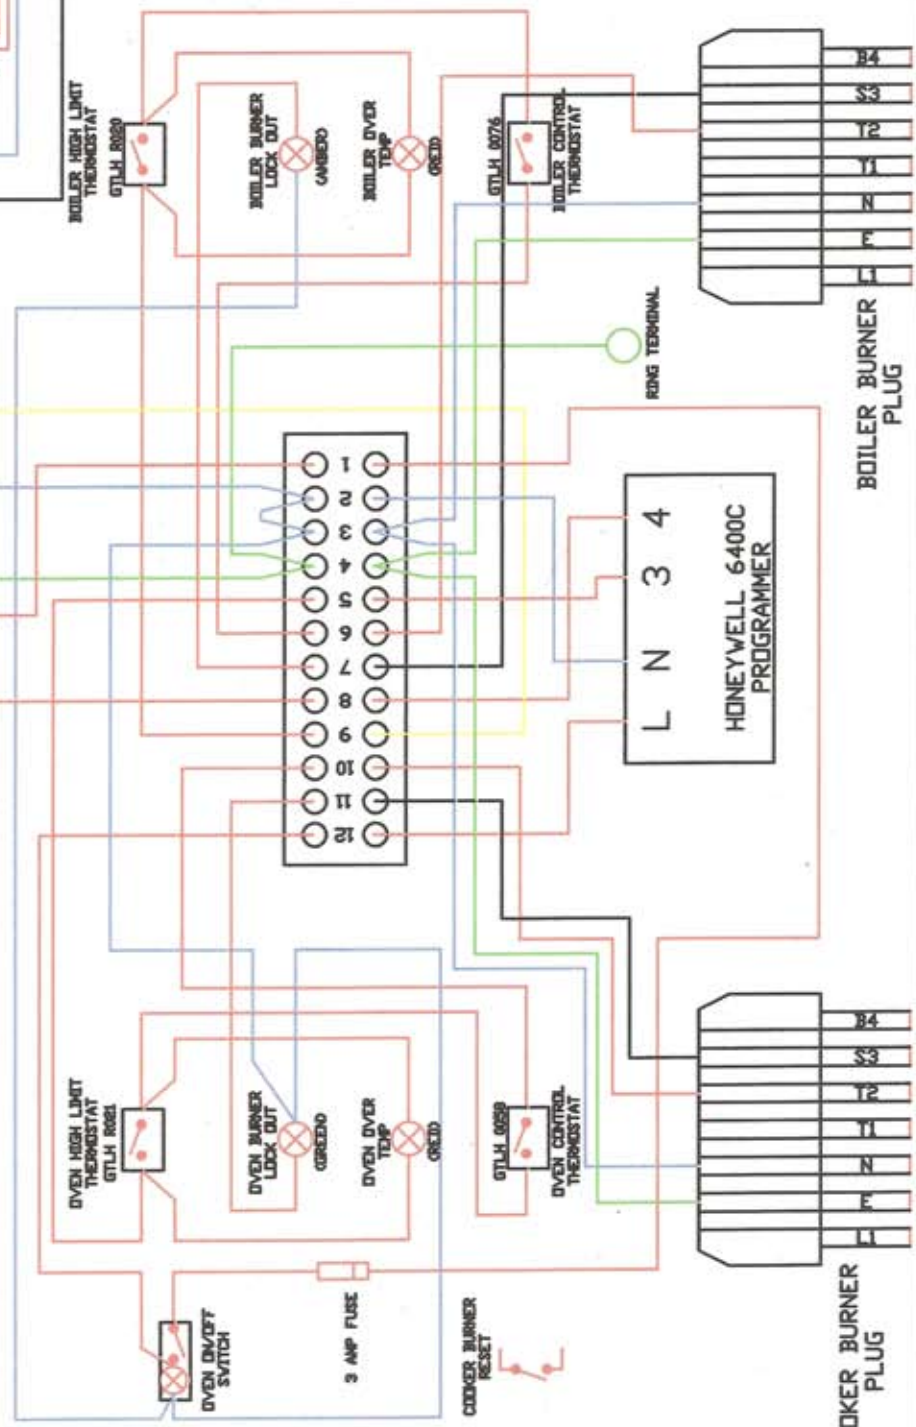 BOILER HIGH LIMIT
THERMOSTAT
GTLH R020
BOILER BURNER
LOCK OUT
(AMBER)
BOILER OVER
TEMP
(RED)
GTLH 0076
BOILER CONTROL
THERMOSTAT
B4
S3
T2
T1
N
E
L1
BOILER BURNER
PLUG
RING TERMINAL
1
2
3
4
5
6
7
8
9
10
11
12
4
3
N
L
HONEYWELL 6400C
PROGRAMMER
OVEN HIGH LIMIT
THERMOSTAT
GTLH R021
OVEN BURNER
LOCK OUT
(GREEN)
OVEN OVER
TEMP
(RED)
OVEN CONTROL
THERMOSTAT
B4
S3
T2
T1
N
E
L1
OKER BURNER
PLUG
OVEN ON/OFF
SWITCH
3 AMP FUSE
COOKER BURNER
RESET